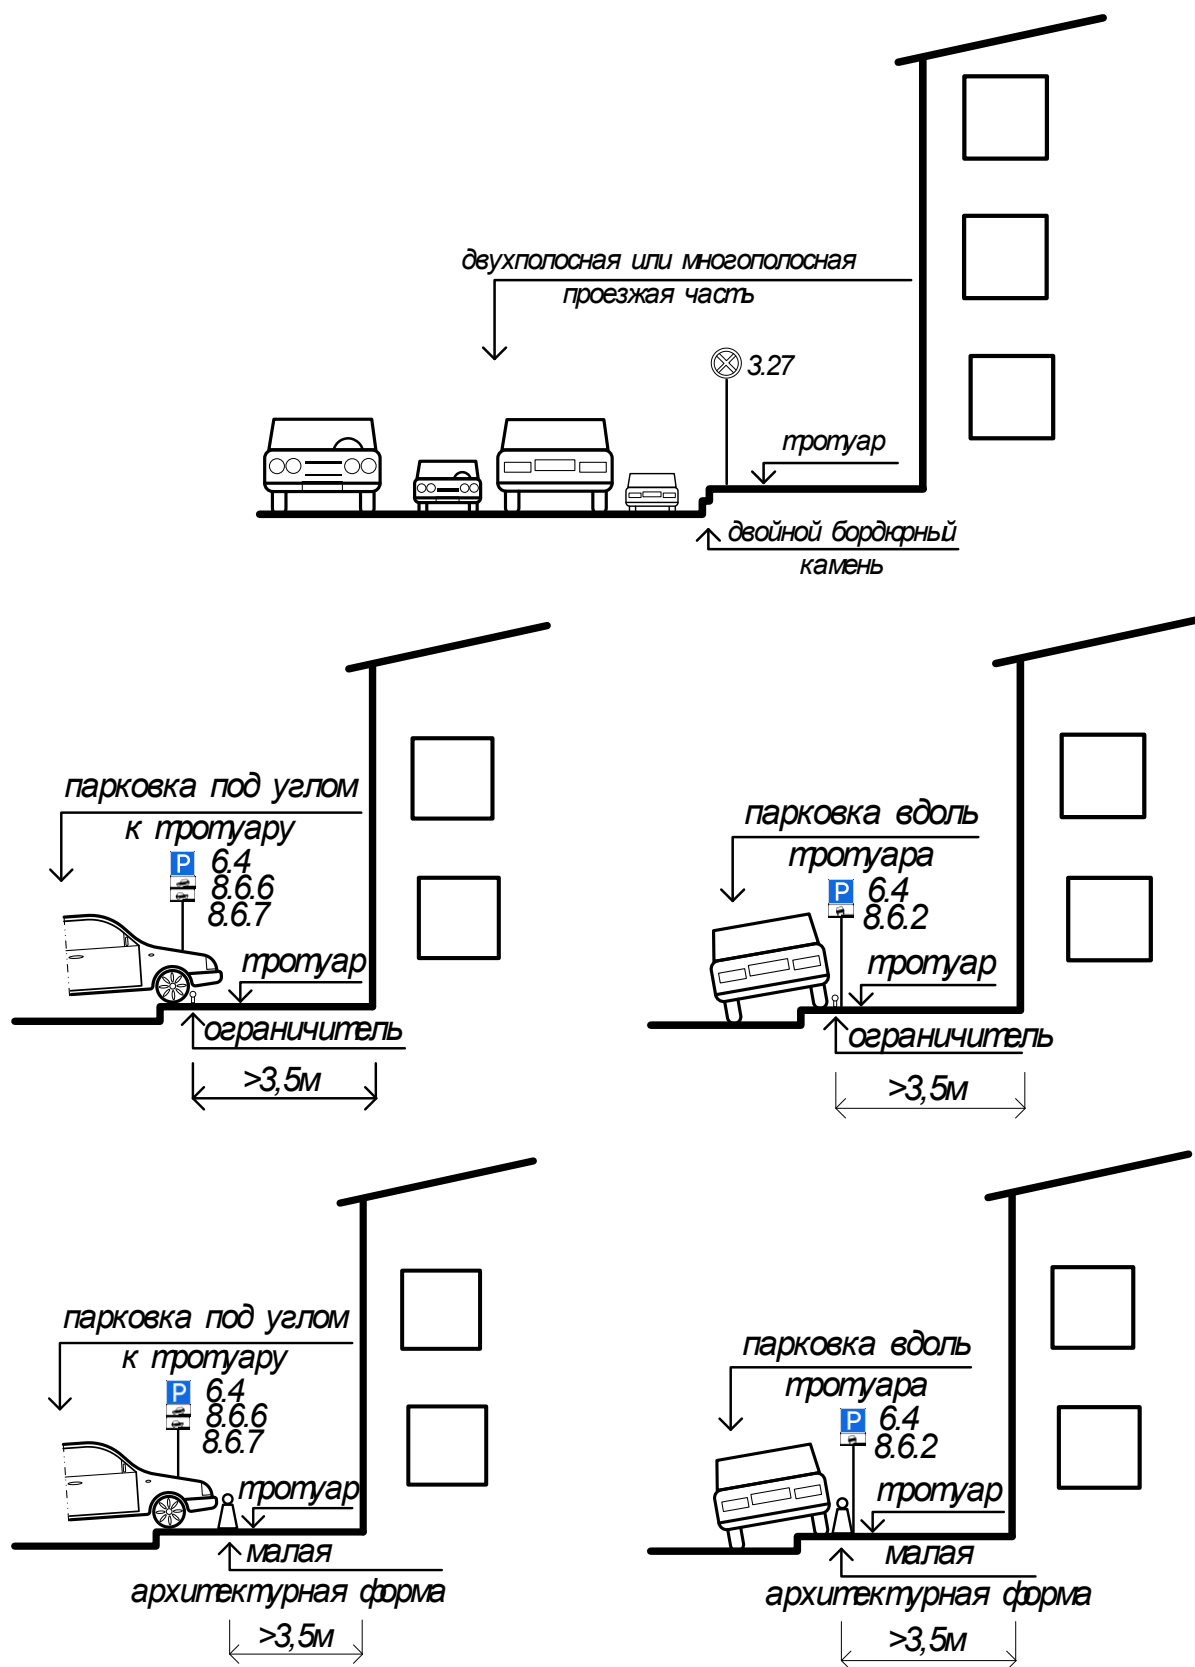 двухполосная или многополосная
проезжая часть
3.27
тротуар
двойной бордюрный
камень
парковка под углом
к тротуару
P 6.4
8.6.6
8.6.7
тротуар
ограничитель
>3,5м
парковка вдоль
тротуара
P 6.4
8.6.2
тротуар
ограничитель
>3,5м
парковка под углом
к тротуару
P 6.4
8.6.6
8.6.7
тротуар
малая
архитектурная форма
>3,5м
парковка вдоль
тротуара
P 6.4
8.6.2
тротуар
малая
архитектурная форма
>3,5м